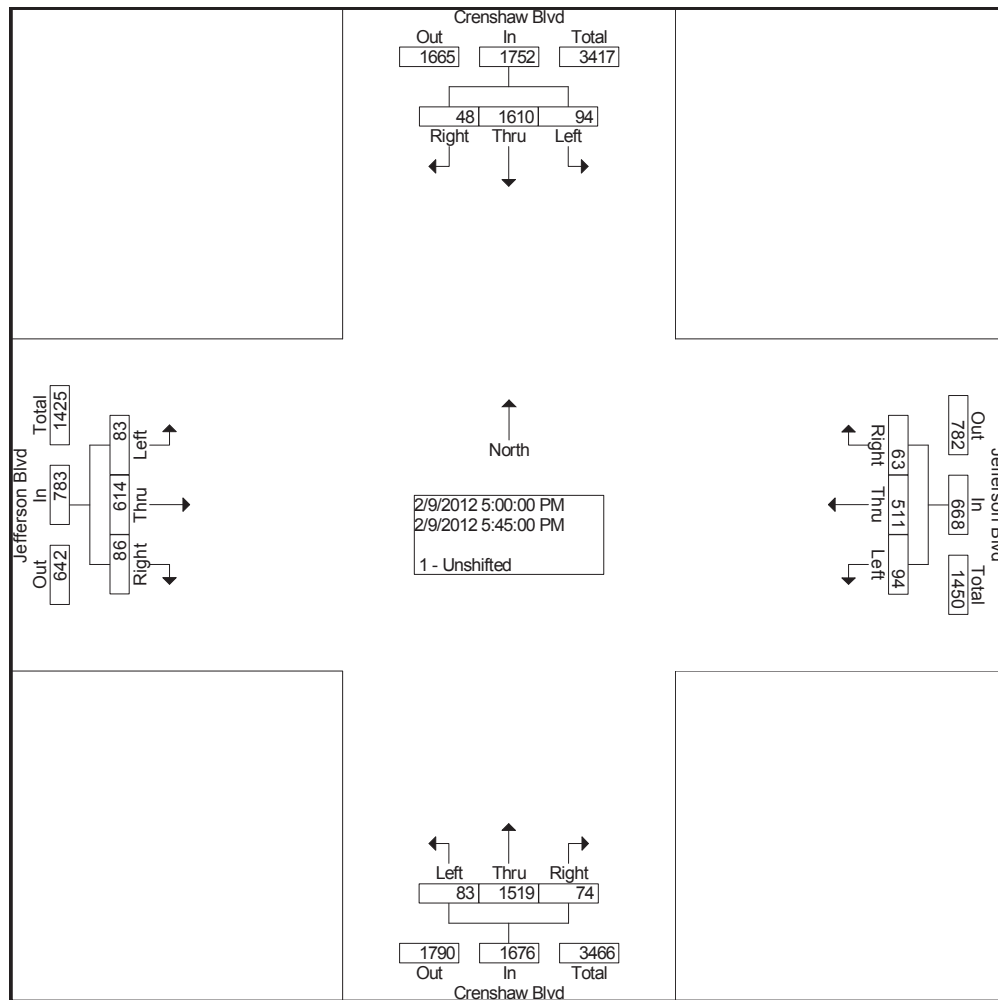 Crenshaw Blvd
Out In Total
1665 1752 3417
48 1610 94
Right Thru Left
Jefferson Blvd
Total In Out
1425 783 642
83 614 86
Left Thru Right
North
2/9/2012 5:00:00 PM
2/9/2012 5:45:00 PM
1 - Unshifted
Right Thru Left
63 511 94
Out In Total
782 668 1450
Jefferson Blvd
Left Thru Right
83 1519 74
1790 1676 3466
Out In Total
Crenshaw Blvd